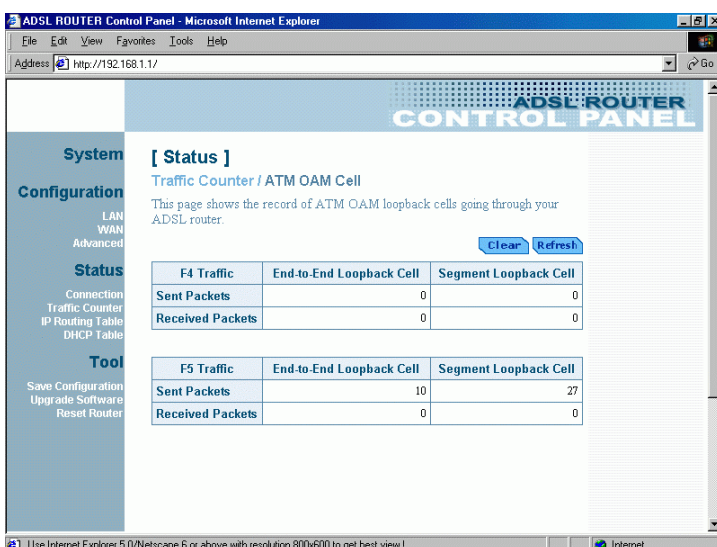 ADSL ROUTER Control Panel - Microsoft Internet Explorer
File Edit View Favorites Tools Help
Address http://192.168.1.1/ Go
ADSL ROUTER
CONTROL PANEL
System
Configuration
LAN
WAN
Advanced
Status
Connection
Traffic Counter
IP Routing Table
DHCP Table
Tool
Save Configuration
Upgrade Software
Reset Router
[ Status ]
Traffic Counter / ATM OAM Cell
This page shows the record of ATM OAM loopback cells going through your
ADSL router.
Clear Refresh
F4 Traffic End-to-End Loopback Cell Segment Loopback Cell
Sent Packets 0 0
Received Packets 0 0
F5 Traffic End-to-End Loopback Cell Segment Loopback Cell
Sent Packets 10 27
Received Packets 0 0
Use Internet Explorer 5.0/Netscape 6 or above with resolution 800x600 to get best view ! Internet